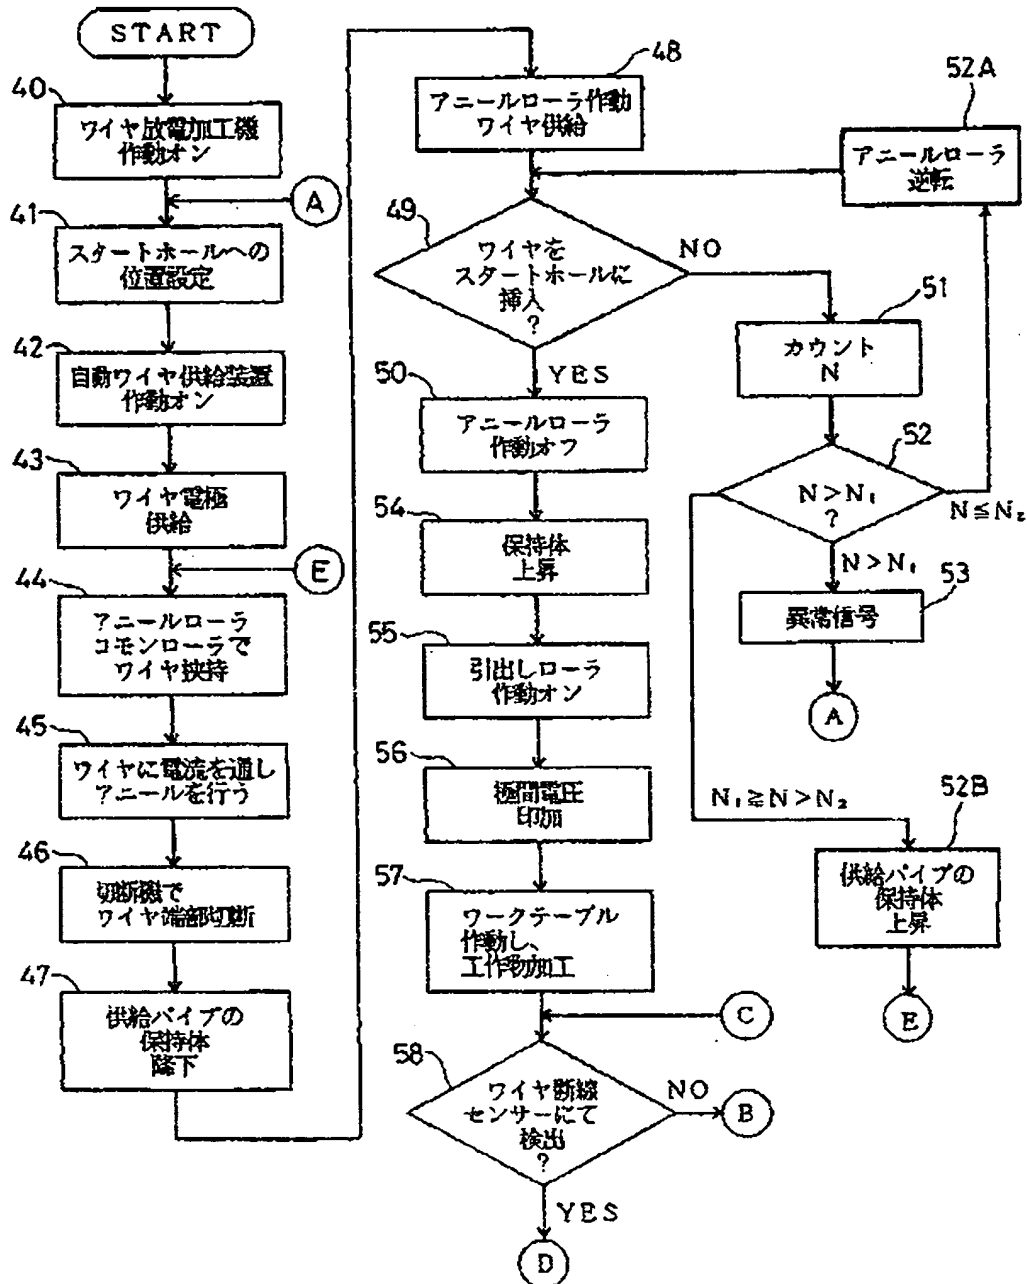 START
40
ワイヤ放電加工機
作動オン
A
41
スタートホールへの
位置設定
42
自動ワイヤ供給装置
作動オン
43
ワイヤ電極
供給
E
44
アニールローラ
コモンローラで
ワイヤ挟持
45
ワイヤに電流を通し
アニールを行う
46
切断機で
ワイヤ端部切断
47
供給パイプの
保持体
降下
48
アニールローラ作動
ワイヤ供給
49
ワイヤを
スタートホールに
挿入
?
NO
YES
50
アニールローラ
作動オフ
54
保持体
上昇
55
引出しローラ
作動オン
56
極間電圧
印加
57
ワークテーブル
作動し、
工作物加工
C
58
ワイヤ断線
センサーにて
検出
?
NO
B
YES
D
52A
アニールローラ
逆転
51
カウント
N
52
N>N₁
?
N≦N₂
N>N₁
53
異常信号
A
N₁≧N>N₂
52B
供給パイプの
保持体
上昇
E